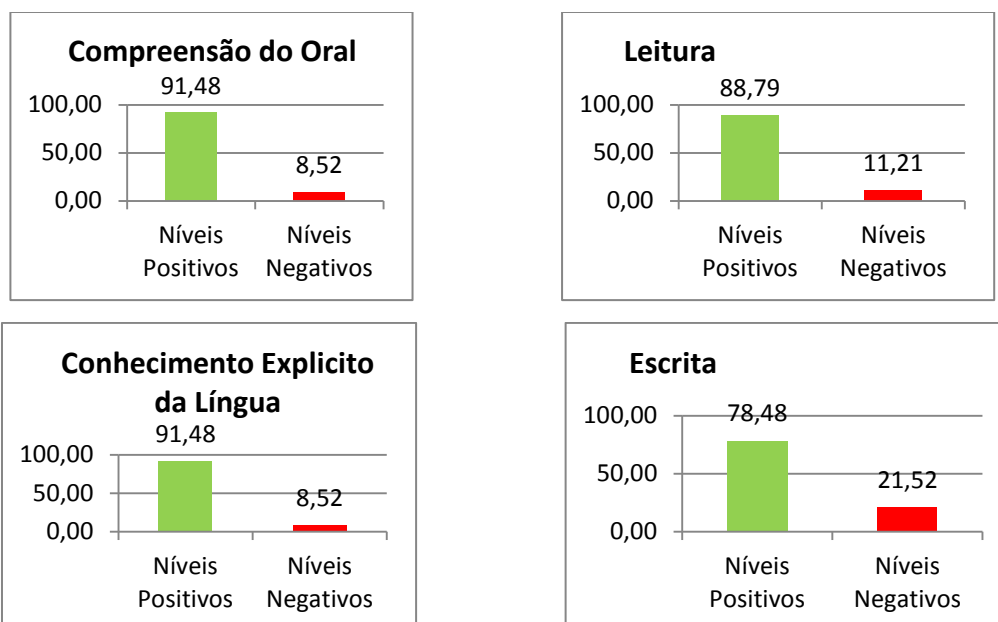 Compreensão do Oral
91,48
100,00
50,00
8,52
0,00
Níveis Níveis
Positivos Negativos
Leitura
88,79
100,00
50,00
11,21
0,00
Níveis Níveis
Positivos Negativos
Conhecimento Explicito
da Língua
91,48
100,00
50,00
8,52
0,00
Níveis Níveis
Positivos Negativos
Escrita
100,00
78,48
50,00
21,52
0,00
Níveis Níveis
Positivos Negativos